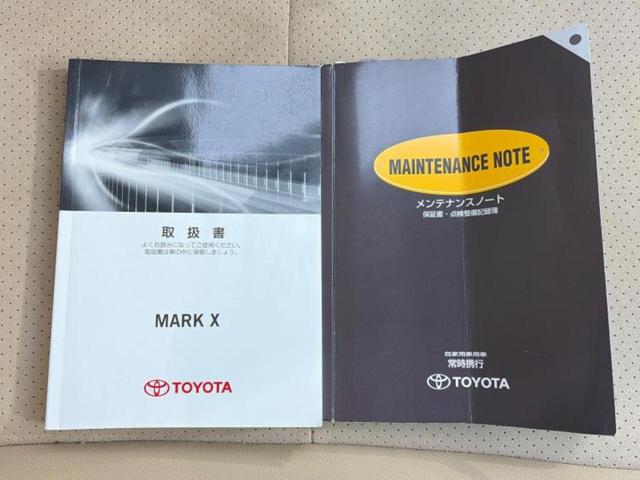 取扱書
よくお読みになってご使用ください。
取扱書は車の中に保管しましょう。
MARK X
TOYOTA
MAINTENANCE NOTE
メンテナンスノート
保証書・点検整備記録簿
自家用乗用車
常時携行
TOYOTA